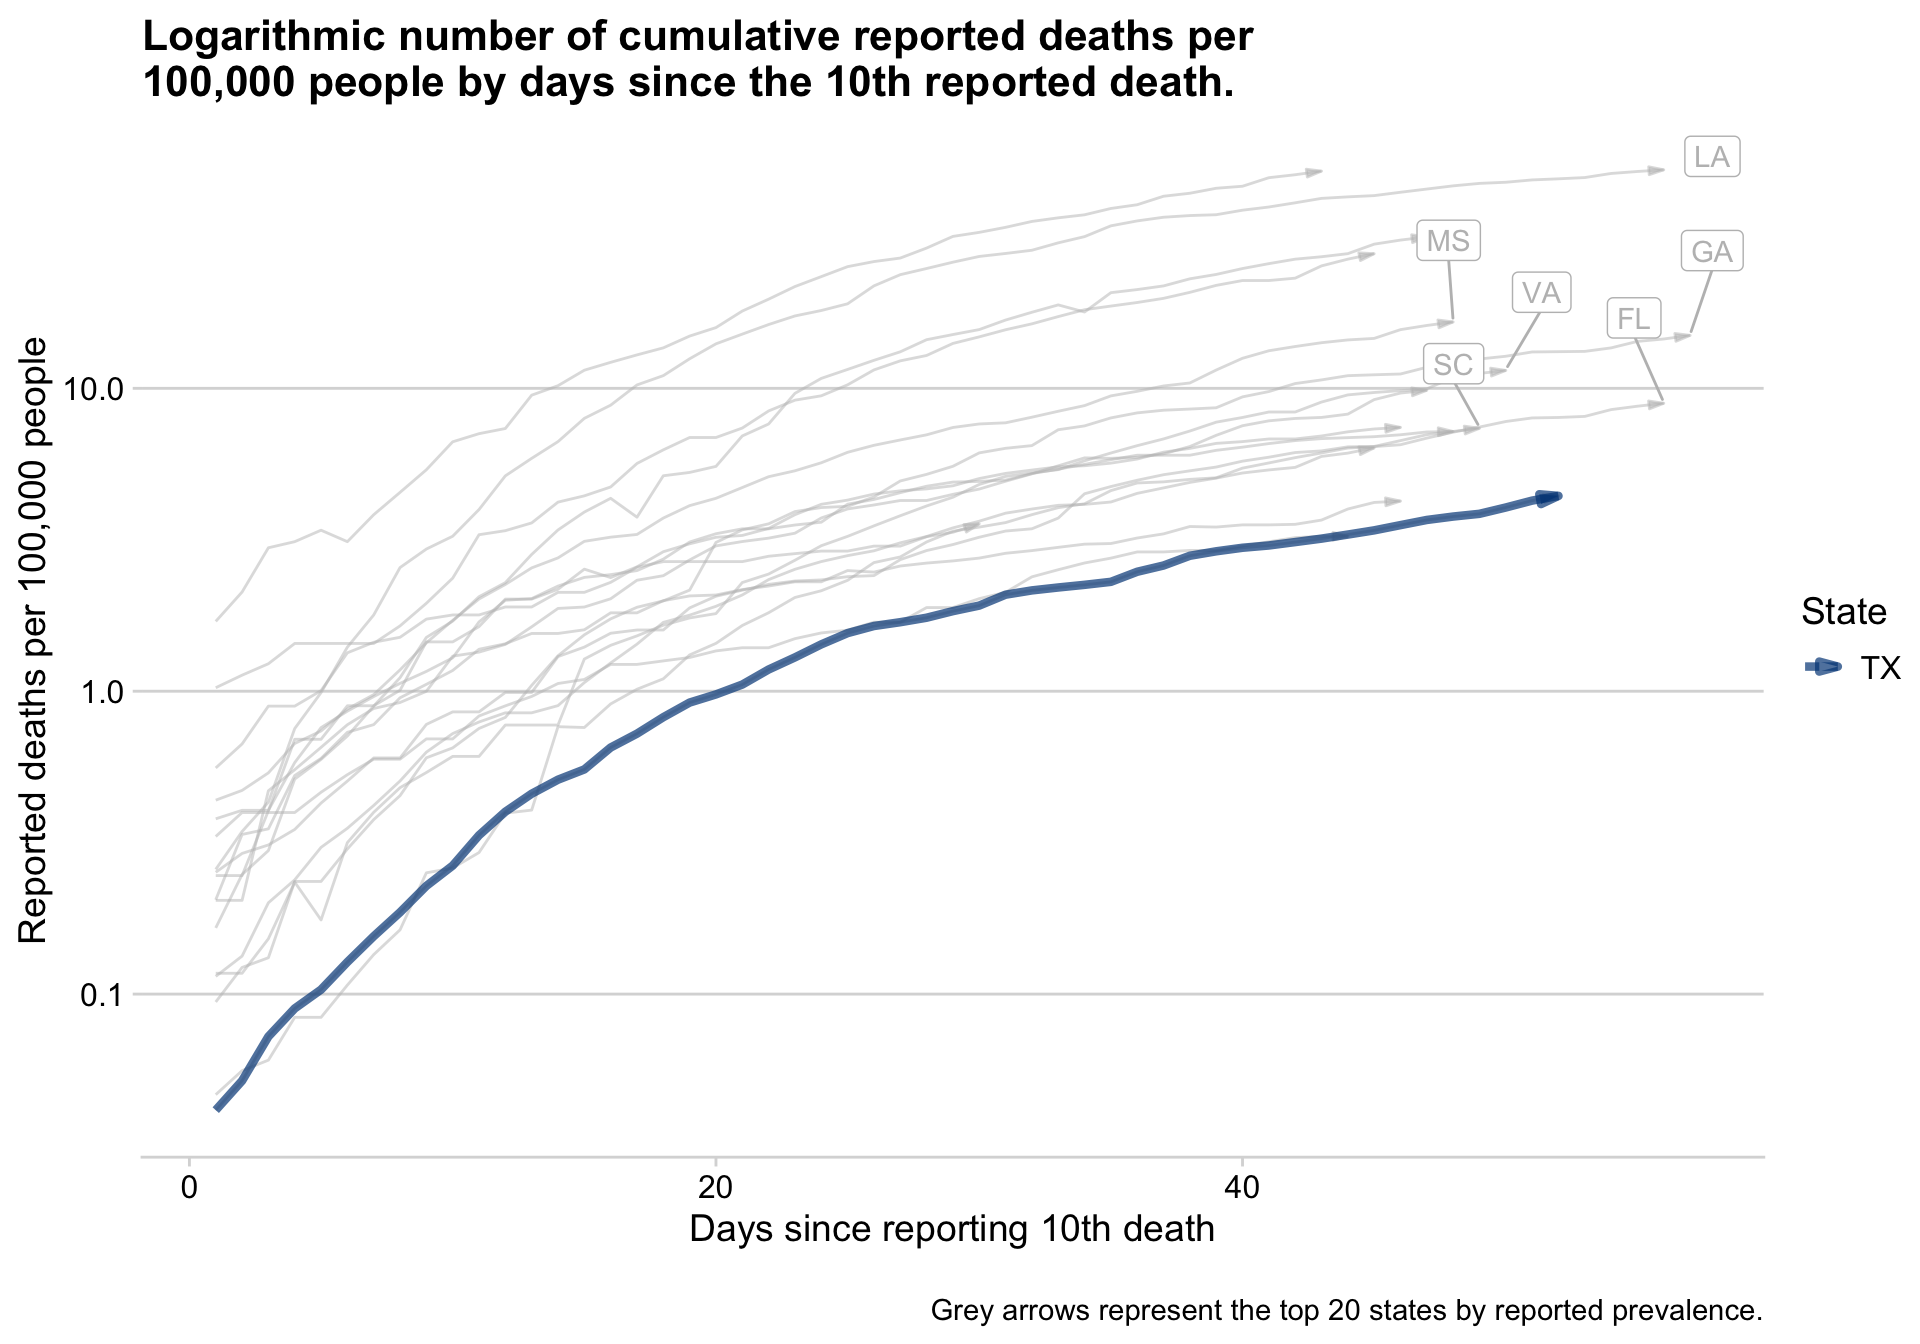 Logarithmic number of cumulative reported deaths per
100,000 people by days since the 10th reported death.
LA
MS
GA
VA
FL
SC
Reported deaths per 100,000 people
10.0
1.0
0.1
State
TX
0
20
40
Days since reporting 10th death
Grey arrows represent the top 20 states by reported prevalence.